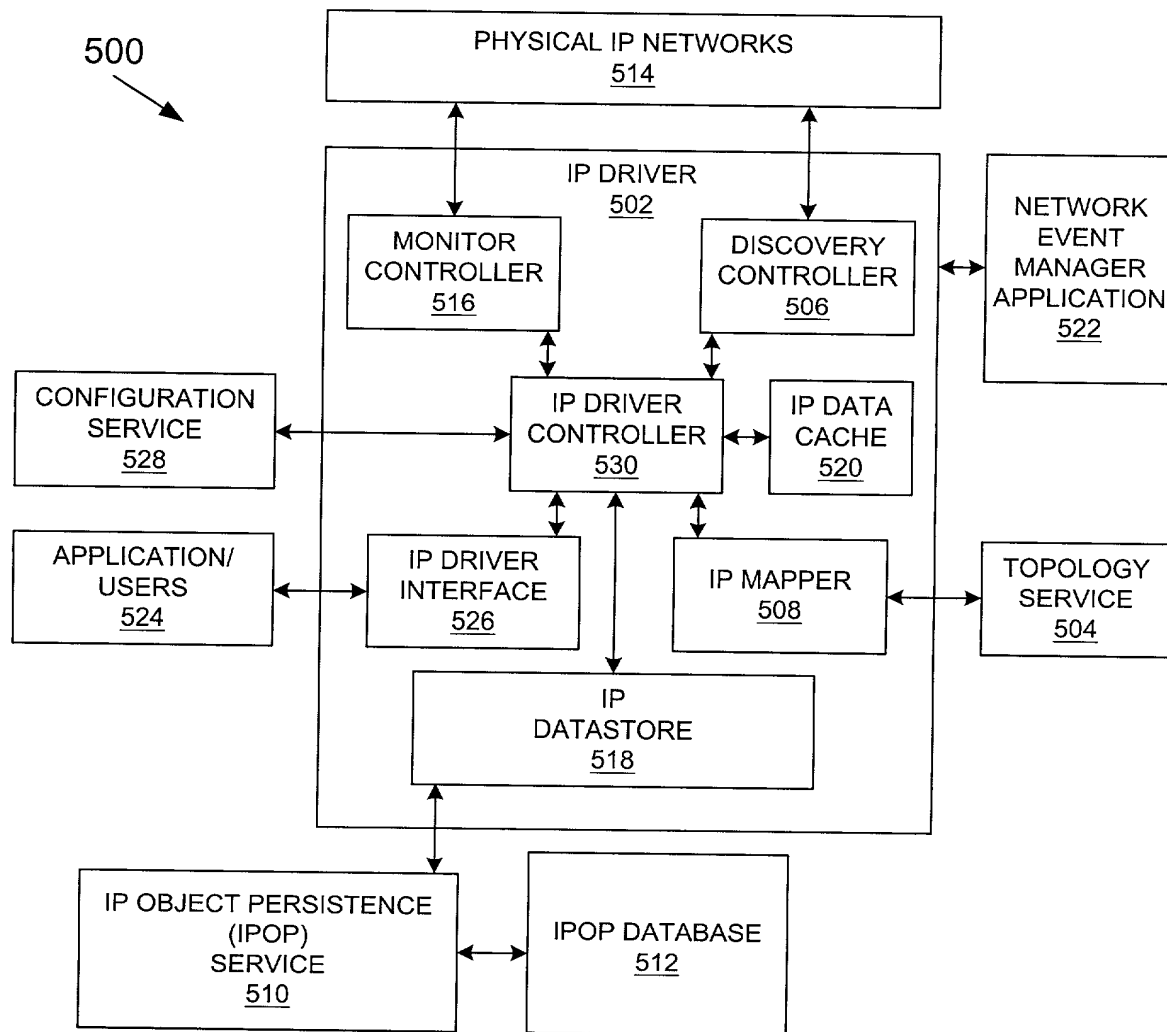 500
PHYSICAL IP NETWORKS
514
IP DRIVER
502
MONITOR
CONTROLLER
516
DISCOVERY
CONTROLLER
506
NETWORK
EVENT
MANAGER
APPLICATION
522
CONFIGURATION
SERVICE
528
IP DRIVER
CONTROLLER
530
IP DATA
CACHE
520
APPLICATION/
USERS
524
IP DRIVER
INTERFACE
526
IP MAPPER
508
TOPOLOGY
SERVICE
504
IP
DATASTORE
518
IP OBJECT PERSISTENCE
(IPOP)
SERVICE
510
IPOP DATABASE
512